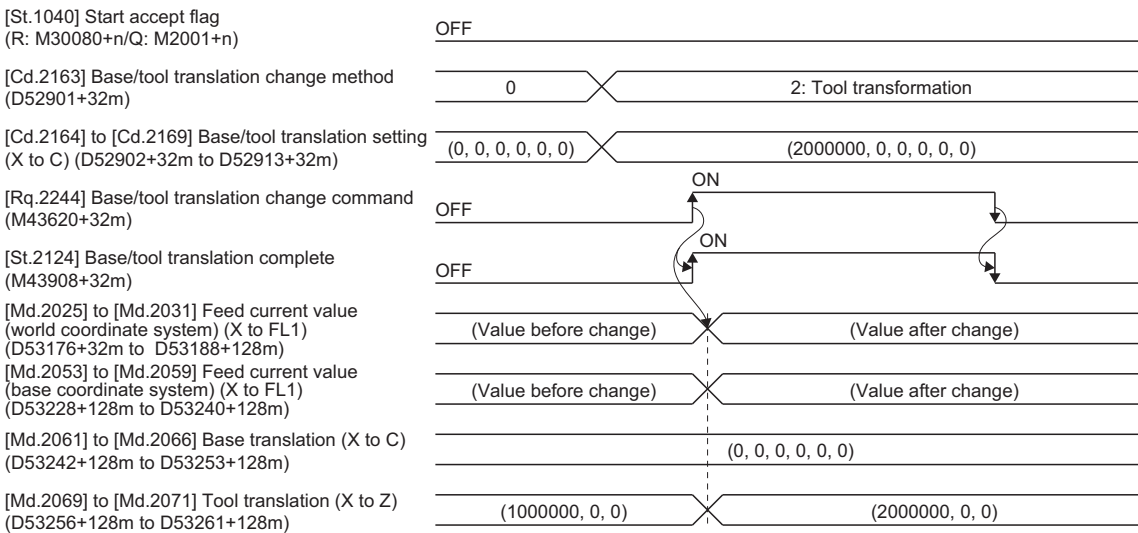 [St.1040] Start accept flag
(R: M30080+n/Q: M2001+n)
OFF
[Cd.2163] Base/tool translation change method
(D52901+32m)
0
2: Tool transformation
[Cd.2164] to [Cd.2169] Base/tool translation setting
(X to C) (D52902+32m to D52913+32m)
(0, 0, 0, 0, 0, 0)
(2000000, 0, 0, 0, 0, 0)
[Rq.2244] Base/tool translation change command
(M43620+32m)
OFF
ON
[St.2124] Base/tool translation complete
(M43908+32m)
OFF
ON
[Md.2025] to [Md.2031] Feed current value
(world coordinate system) (X to FL1)
(D53176+32m to D53188+128m)
(Value before change)
(Value after change)
[Md.2053] to [Md.2059] Feed current value
(base coordinate system) (X to FL1)
(D53228+128m to D53240+128m)
(Value before change)
(Value after change)
[Md.2061] to [Md.2066] Base translation (X to C)
(D53242+128m to D53253+128m)
(0, 0, 0, 0, 0, 0)
[Md.2069] to [Md.2071] Tool translation (X to Z)
(D53256+128m to D53261+128m)
(1000000, 0, 0)
(2000000, 0, 0)